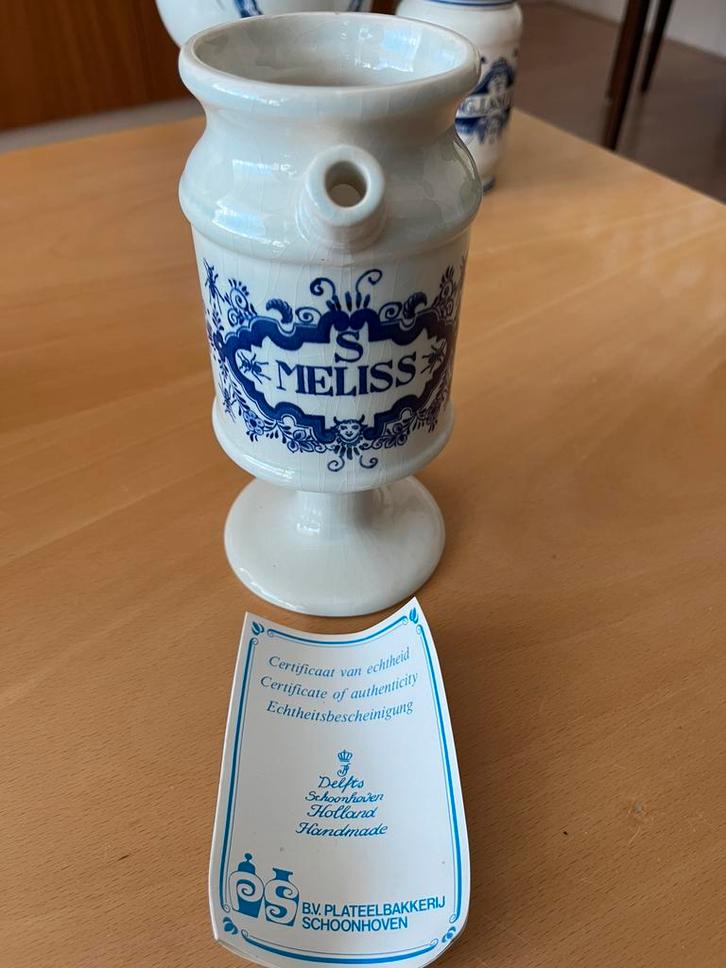 S
MELISS
Certificaat van echtheid
Certificate of authenticity
Echtheitsbescheinigung
Delfts
Schoonhoven
Holland
Handmade
PS
B.V. PLATEELBAKKERIJ
SCHOONHOVEN